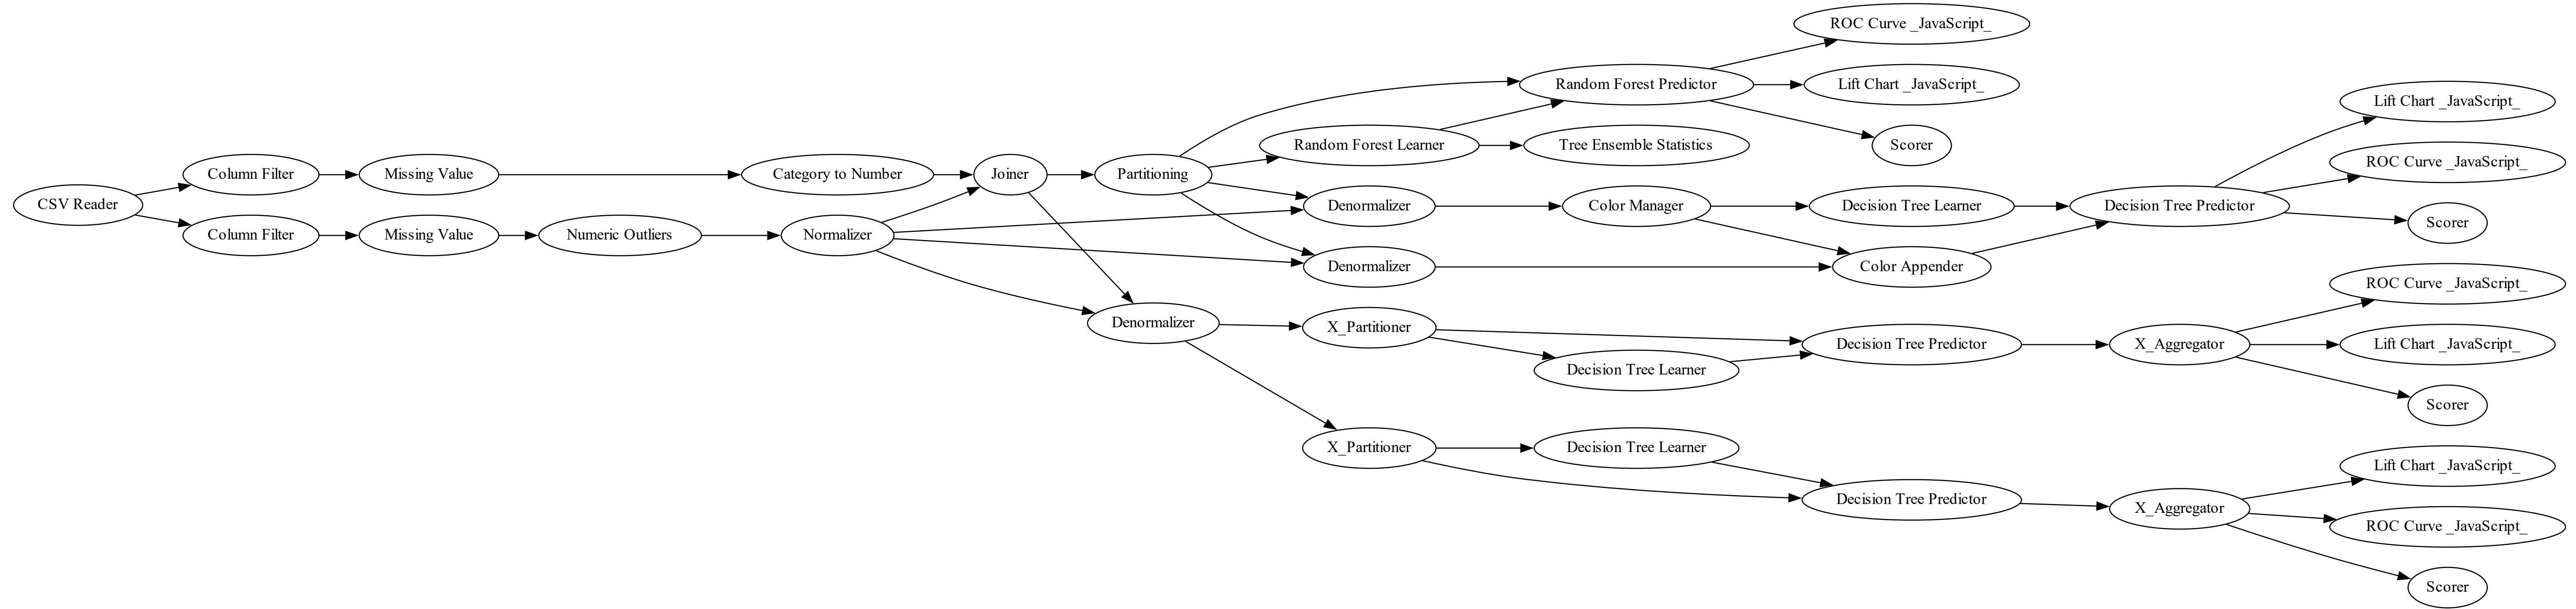 CSV Reader
Column Filter
Missing Value
Category to Number
Joiner
Partitioning
Column Filter
Missing Value
Numeric Outliers
Normalizer
Denormalizer
Random Forest Predictor
ROC Curve _JavaScript_
Lift Chart _JavaScript_
Scorer
Random Forest Learner
Tree Ensemble Statistics
Denormalizer
Color Manager
Decision Tree Learner
Decision Tree Predictor
Denormalizer
Color Appender
Lift Chart _JavaScript_
ROC Curve _JavaScript_
Scorer
X_Partitioner
Decision Tree Learner
Decision Tree Predictor
X_Aggregator
ROC Curve _JavaScript_
Lift Chart _JavaScript_
Scorer
X_Partitioner
Decision Tree Learner
Decision Tree Predictor
X_Aggregator
Lift Chart _JavaScript_
ROC Curve _JavaScript_
Scorer